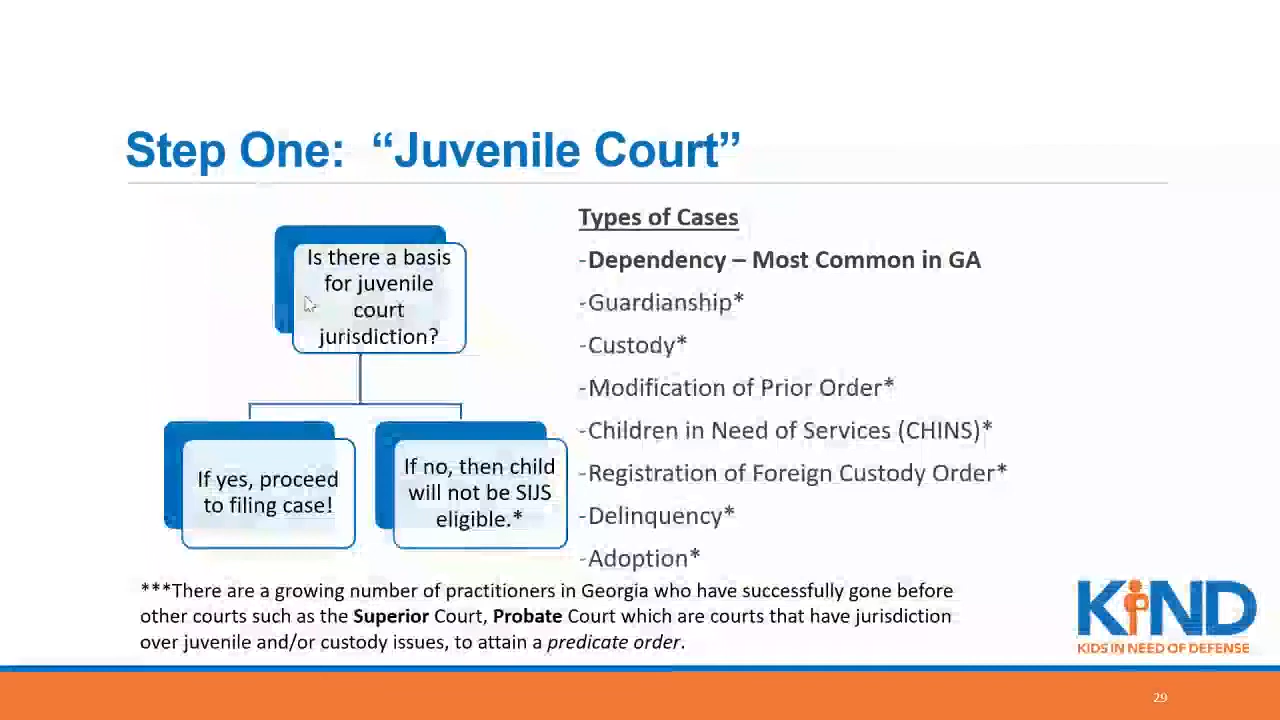 Step One: “Juvenile Court”
Is there a basis
for juvenile
court
jurisdiction?
If yes, proceed
to filing case!
If no, then child
will not be SIJS
eligible.*
Types of Cases
-Dependency – Most Common in GA
-Guardianship*
-Custody*
-Modification of Prior Order*
-Children in Need of Services (CHINS)*
-Registration of Foreign Custody Order*
-Delinquency*
-Adoption*
***There are a growing number of practitioners in Georgia who have successfully gone before
other courts such as the Superior Court, Probate Court which are courts that have jurisdiction
over juvenile and/or custody issues, to attain a predicate order.
KiND
KIDS IN NEED OF DEFENSE
29